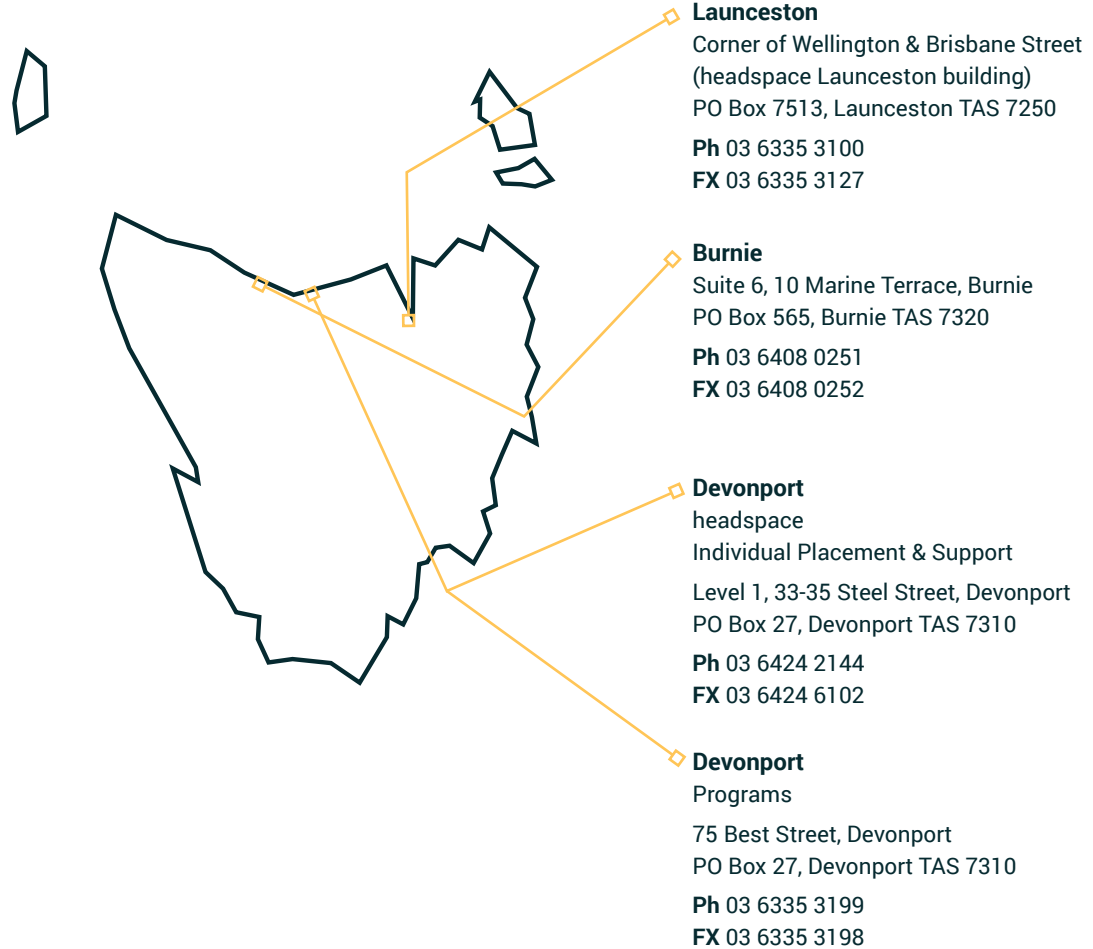 Launceston
Corner of Wellington & Brisbane Street
(headspace Launceston building)
PO Box 7513, Launceston TAS 7250
Ph 03 6335 3100
FX 03 6335 3127
Burnie
Suite 6, 10 Marine Terrace, Burnie
PO Box 565, Burnie TAS 7320
Ph 03 6408 0251
FX 03 6408 0252
Devonport
headspace
Individual Placement & Support
Level 1, 33-35 Steel Street, Devonport
PO Box 27, Devonport TAS 7310
Ph 03 6424 2144
FX 03 6424 6102
Devonport
Programs
75 Best Street, Devonport
PO Box 27, Devonport TAS 7310
Ph 03 6335 3199
FX 03 6335 3198